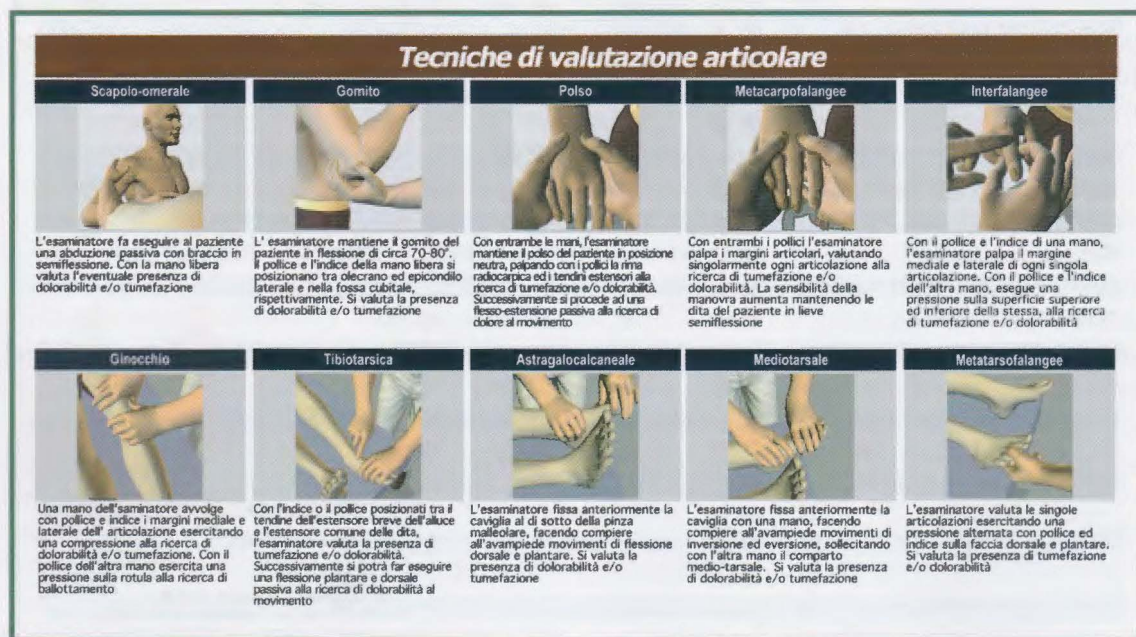 Tecniche di valutazione articolare
Scapolo-omerale
L'esaminatore fa eseguire al paziente
una abduzione passiva con braccio in
semiflessione. Con la mano libera
valuta l'eventuale presenza di
dolorabilità e/o tumefazione
Gomito
L' esaminatore mantiene il gomito del
paziente in flessione di circa 70-80°.
Il pollice e l'indice della mano libera si
posizionano tra olecrano ed epicondilo
laterale e nella fossa cubitale,
rispettivamente. Si valuta la presenza
di dolorabilità e/o tumefazione
Polso
Con entrambe le mani, l'esaminatore
mantiene il polso del paziente in posizione
neutra, palpando con i pollici la rima
radiocarpica ed i tendini estensori alla
ricerca di tumefazione e/o dolorabilità.
Successivamente si procede ad una
flesso-estensione passiva alla ricerca di
dolore al movimento
Metacarpofalangee
Con entrambi i pollici l'esaminatore
palpa i margini articolari, valutando
singolarmente ogni articolazione alla
ricerca di tumefazione e/o
dolorabilità. La sensibilità della
manovra aumenta mantenendo le
dita del paziente in lieve
semiflessione
Interfalangee
Con il pollice e l'indice di una mano,
l'esaminatore palpa il margine
mediale e laterale di ogni singola
articolazione. Con il pollice e l'indice
dell'altra mano, esegue una
pressione sulla superficie superiore
ed inferiore della stessa, alla ricerca
di tumefazione e/o dolorabilità
Ginocchio
Una mano dell'saminatore avvolge
con pollice e indice i margini mediale e
laterale dell' articolazione esercitando
una compressione alla ricerca di
dolorabilità e/o tumefazione. Con il
pollice dell'altra mano esercita una
pressione sulla rotula alla ricerca di
ballottamento
Tibiotarsica
Con l'indice o il pollice posizionati tra il
tendine dell'estensore breve dell'alluce
e l'estensore comune delle dita,
l'esaminatore valuta la presenza di
tumefazione e/o dolorabilità.
Successivamente si potrà far eseguire
una flessione plantare e dorsale
passiva alla ricerca di dolorabilità al
movimento
Astragalocalcaneale
L'esaminatore fissa anteriormente la
caviglia al di sotto della pinza
malleolare, facendo compiere
all'avampiede movimenti di flessione
dorsale e plantare. Si valuta la
presenza di dolorabilità e/o
tumefazione
Mediotarsale
L'esaminatore fissa anteriormente la
caviglia con una mano, facendo
compiere all'avampiede movimenti di
inversione ed eversione, sollecitando
con l'altra mano il comparto
medio-tarsale. Si valuta la presenza
di dolorabilità e/o tumefazione
Metatarsofalangee
L'esaminatore valuta le singole
articolazioni esercitando una
pressione alternata con pollice ed
indice sulla faccia dorsale e plantare.
Si valuta la presenza di tumefazione
e/o dolorabilità